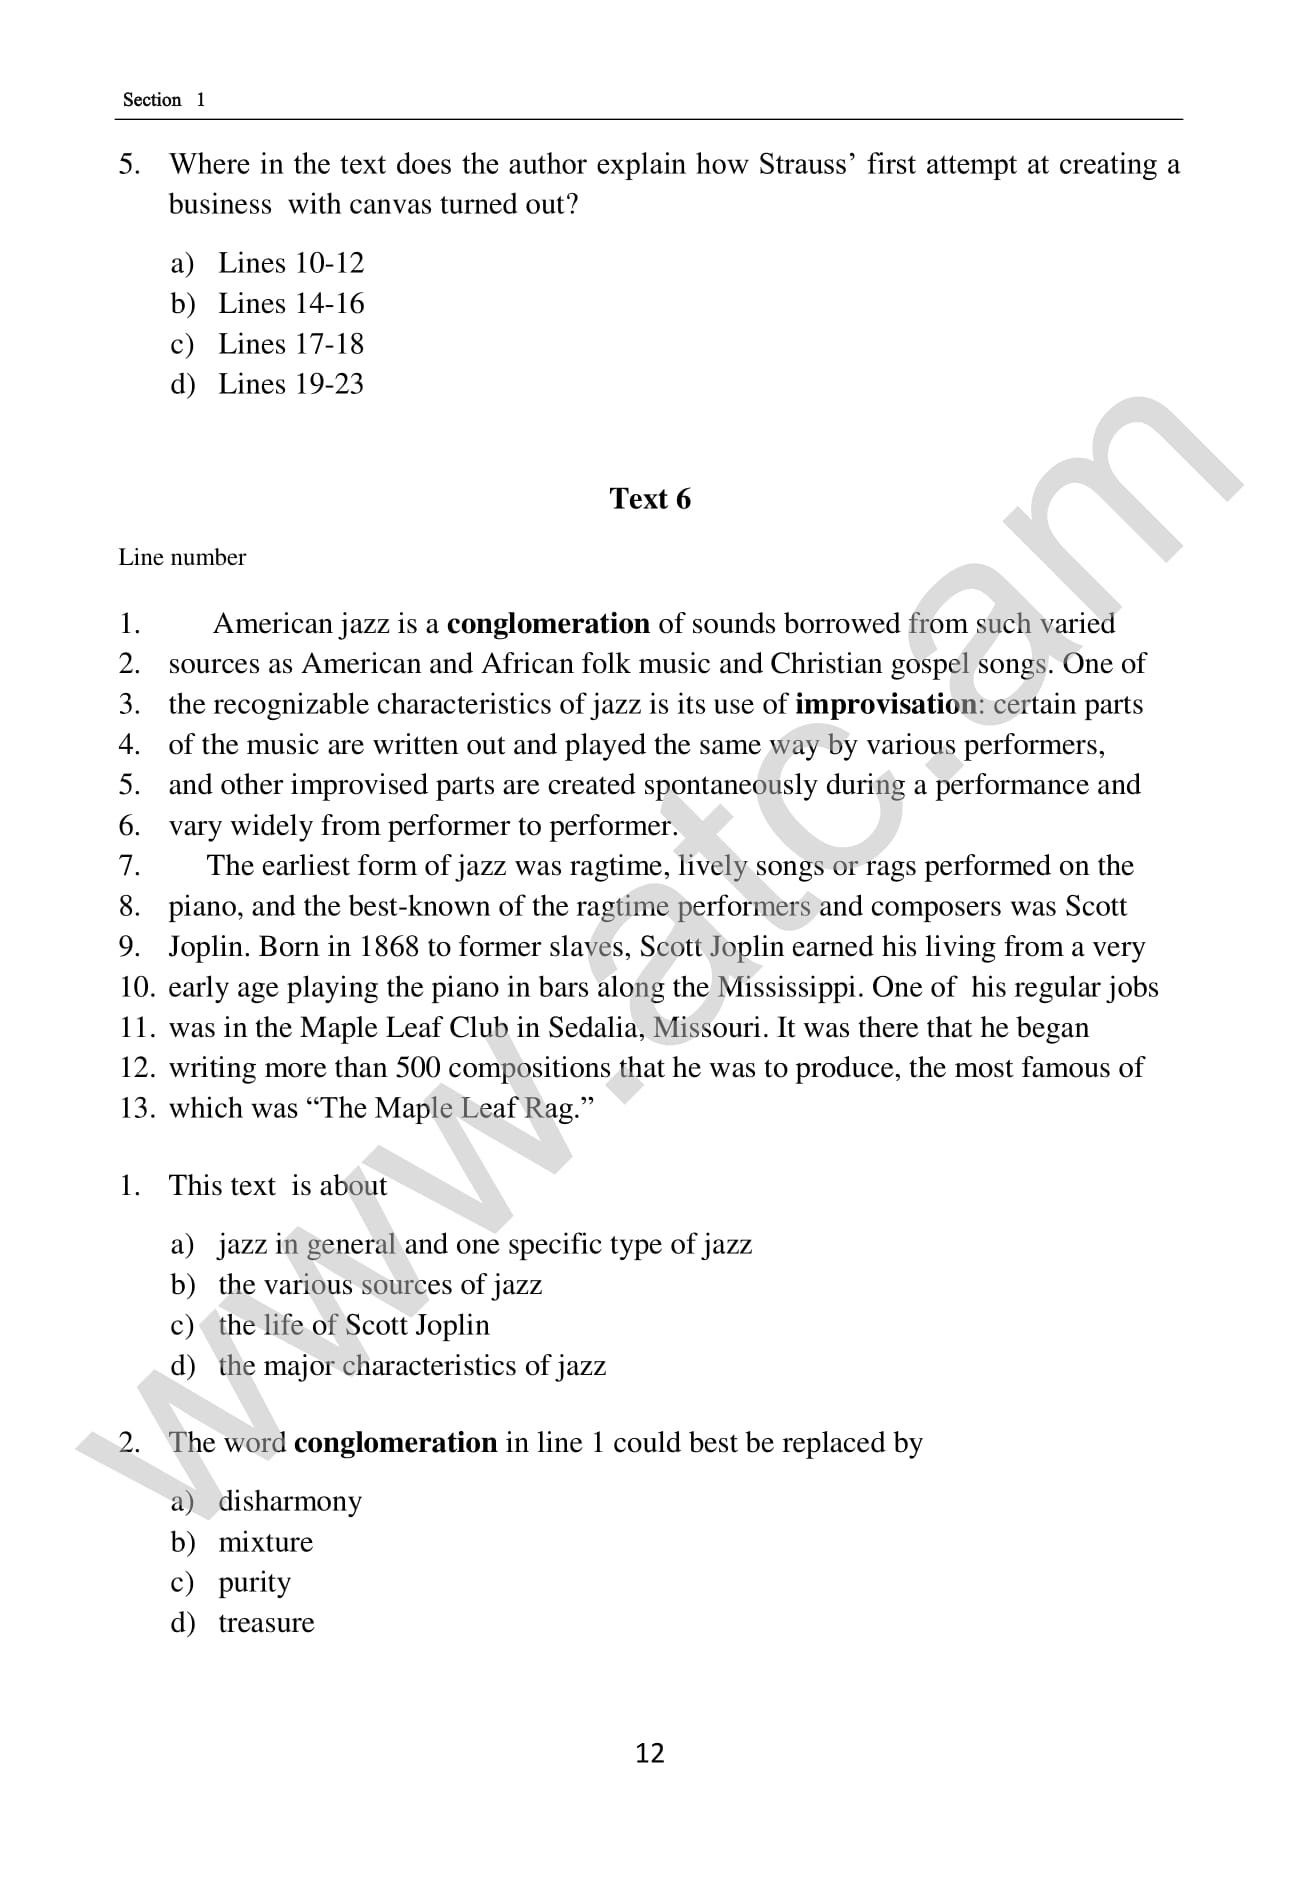 Section 1
5. Where in the text does the author explain how Strauss’ first attempt at creating a
business with canvas turned out?
a) Lines 10-12
b) Lines 14-16
c) Lines 17-18
d) Lines 19-23
Text 6
Line number
1. American jazz is a conglomeration of sounds borrowed from such varied
2. sources as American and African folk music and Christian gospel songs. One of
3. the recognizable characteristics of jazz is its use of improvisation: certain parts
4. of the music are written out and played the same way by various performers,
5. and other improvised parts are created spontaneously during a performance and
6. vary widely from performer to performer.
7. The earliest form of jazz was ragtime, lively songs or rags performed on the
8. piano, and the best-known of the ragtime performers and composers was Scott
9. Joplin. Born in 1868 to former slaves, Scott Joplin earned his living from a very
10. early age playing the piano in bars along the Mississippi. One of his regular jobs
11. was in the Maple Leaf Club in Sedalia, Missouri. It was there that he began
12. writing more than 500 compositions that he was to produce, the most famous of
13. which was “The Maple Leaf Rag.”
1. This text is about
a) jazz in general and one specific type of jazz
b) the various sources of jazz
c) the life of Scott Joplin
d) the major characteristics of jazz
2. The word conglomeration in line 1 could best be replaced by
a) disharmony
b) mixture
c) purity
d) treasure
12
www.atc.am